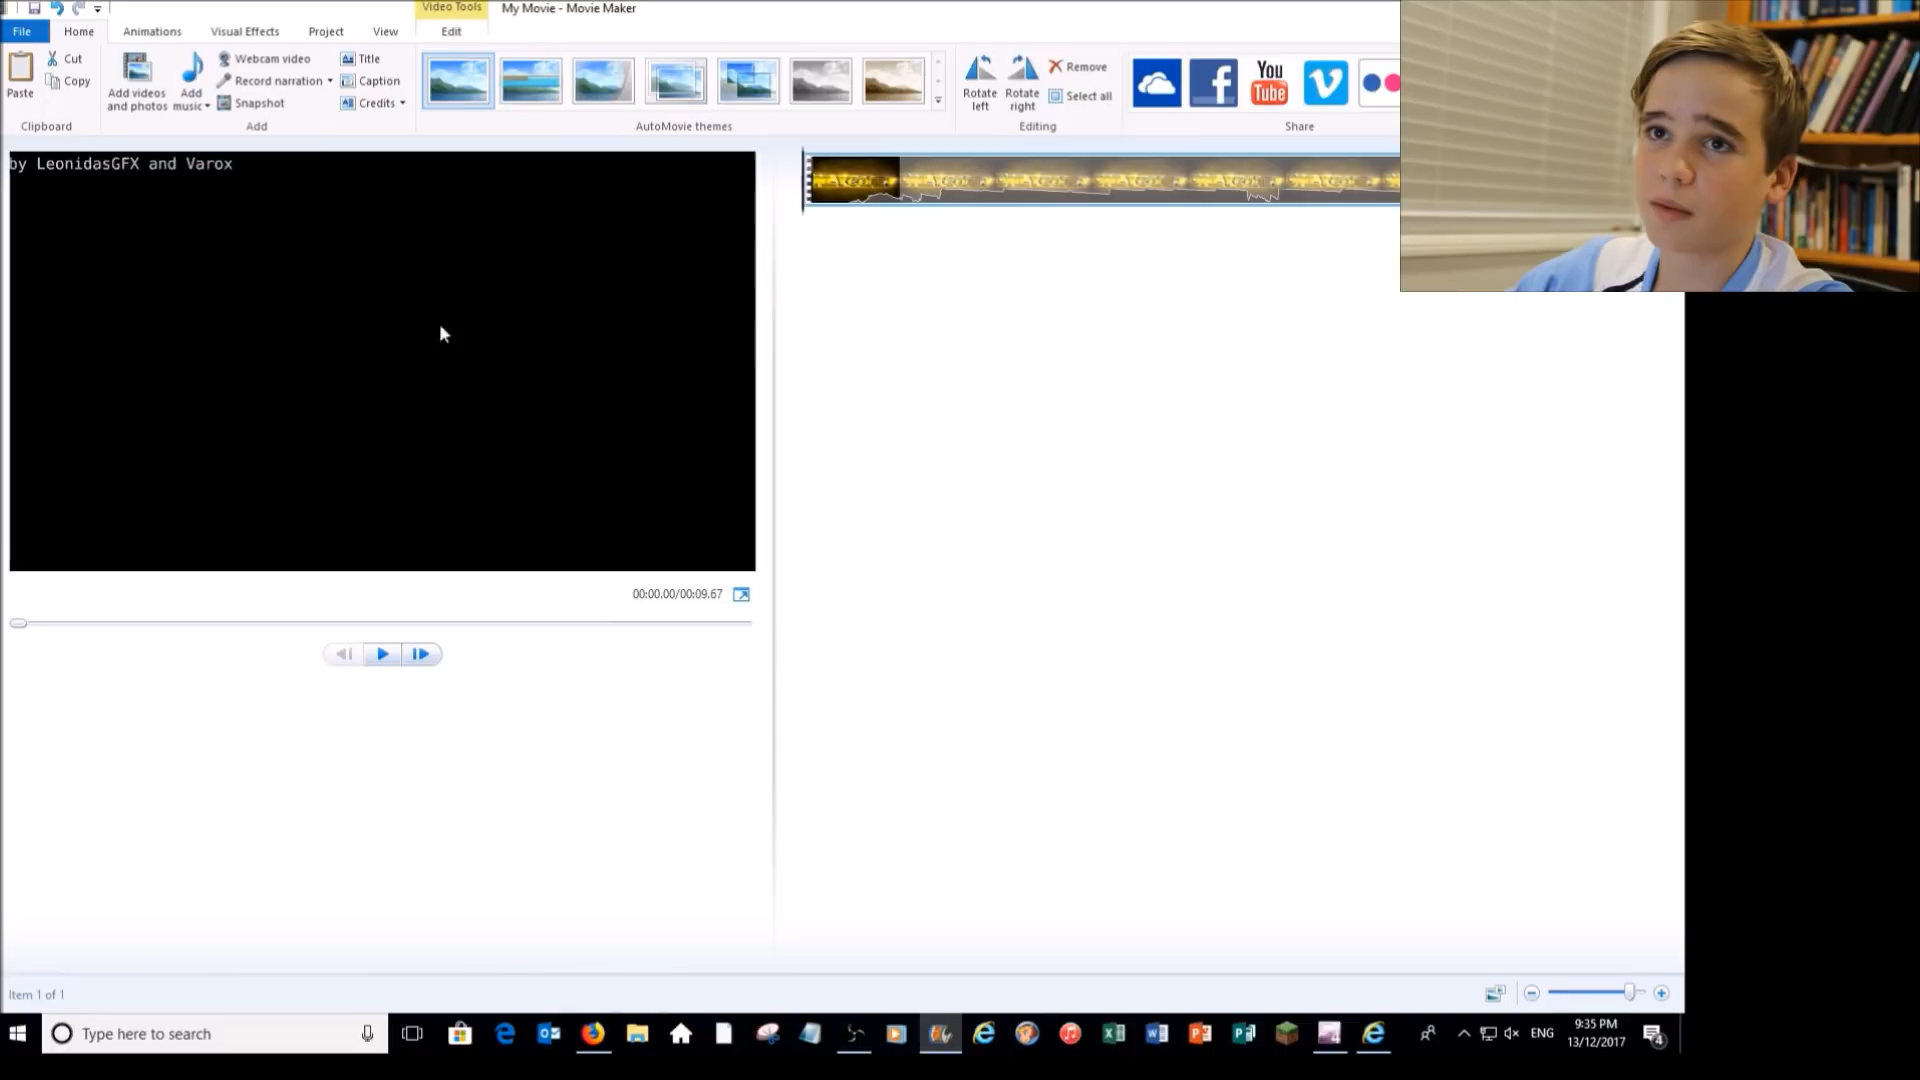 Video Tools
My Movie - Movie Maker
File
Home
Animations
Visual Effects
Project
View
Edit
Paste
Cut
Copy
Clipboard
Add videos
and photos
Add
music
Webcam video
Record narration
Snapshot
Title
Caption
Credits
Add
AutoMovie themes
Rotate
left
Rotate
right
Remove
Select all
Editing
You
Tube
Share
by LeonidasGFX and Varox
00:00.00/00:09.67
Item 1 of 1
Type here to search
ENG
9:35 PM
13/12/2017
4